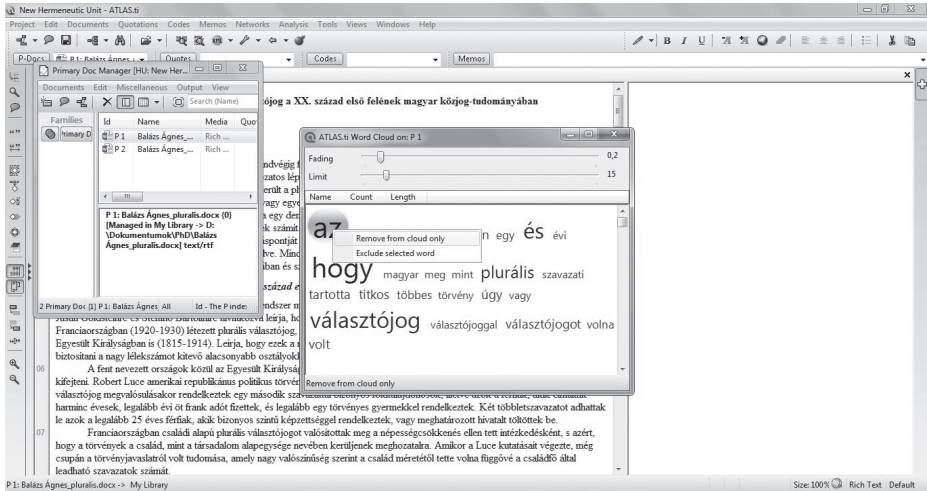 New Hermeneutic Unit - ATLAS.ti
Project Edit Documents Quotations Codes Memos Networks Analysis Tools Views Windows Help
B I U
P-Docs P 1: Balázs Ágnes Quotes Codes Memos
Primary Doc Manager [HU: New Her...
Documents Edit Miscellaneous Output View
Search (Name)
Families Id Name Media Quo
Primary D P 1 Balázs Ágnes_... Rich ...
P 2 Balázs Ágnes_... Rich ...
P 1: Balázs Ágnes_pluralis.docx {0}
[Managed in My Library -> D:
\Dokumentumok\PhD\Balázs
Ágnes_pluralis.docx] text/rtf
2 Primary Doc [1] P 1: Balázs Ágnes All Id - The P inde:
tójog a XX. század első felének magyar közjog-tudományában
ATLAS.ti Word Cloud on: P 1
Fading 0,2
Limit 15
Name Count Length
az
Remove from cloud only
Exclude selected word
n egy és évi
hogy magyar meg mint plurális szavazati
tartotta titkos többes törvény úgy vagy
választójog választójoggal választójogot volna
volt
Remove from cloud only
század e
endszer m
leírja, ho
Franciaországban (1920-1930) létezett plurális választójog,
Egyesült Királyságban is (1815-1914). Leírja, hogy ezek a
biztosítani a nagy lélekszámot kitevő alacsonyabb osztályokk
06 A fent nevezett országok közül az Egyesült Királyság
kifejteni. Robert Luce amerikai republikánus politikus törvén
választójog megvalósulásakor rendelkeztek egy második
harminc évesek, legalább évi öt frank adót fizettek, és legalább egy törvényes gyermekkel rendelkeztek. Két többletszavazatot adhattak
le azok a legalább 25 éves férfiak, akik bizonyos szintű képzettséggel rendelkeztek, vagy meghatározott hivatalt töltöttek be.
07 Franciaországban családi alapú plurális választójogot valósítottak meg a népességcsökkenés ellen tett intézkedésként, s azért,
hogy a törvények a család, mint a társadalom alapegysége nevében kerüljenek meghozatalra. Amikor a Luce kutatásait végezte, még
csupán a törvényjavaslatról volt tudomása, amely nagy valószínűség szerint a család méretétől tette volna függővé a családfő által
leadható szavazatok számát.
P 1: Balázs Ágnes_pluralis.docx -> My Library Size: 100% Rich Text Default